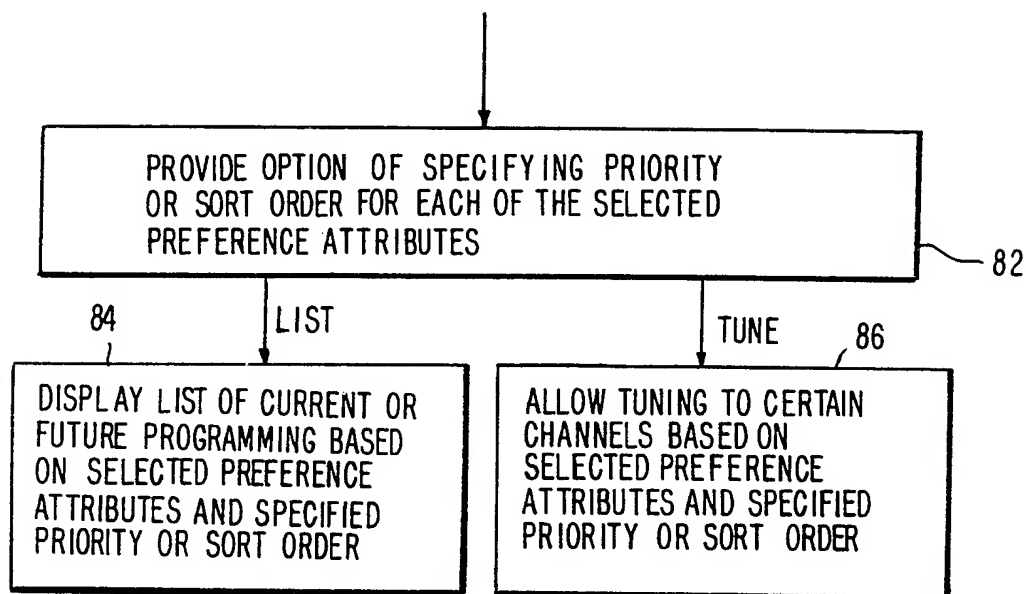 PROVIDE OPTION OF SPECIFYING PRIORITY
OR SORT ORDER FOR EACH OF THE SELECTED
PREFERENCE ATTRIBUTES
82
LIST
TUNE
84
DISPLAY LIST OF CURRENT OR
FUTURE PROGRAMMING BASED
ON SELECTED PREFERENCE
ATTRIBUTES AND SPECIFIED
PRIORITY OR SORT ORDER
86
ALLOW TUNING TO CERTAIN
CHANNELS BASED ON
SELECTED PREFERENCE
ATTRIBUTES AND SPECIFIED
PRIORITY OR SORT ORDER